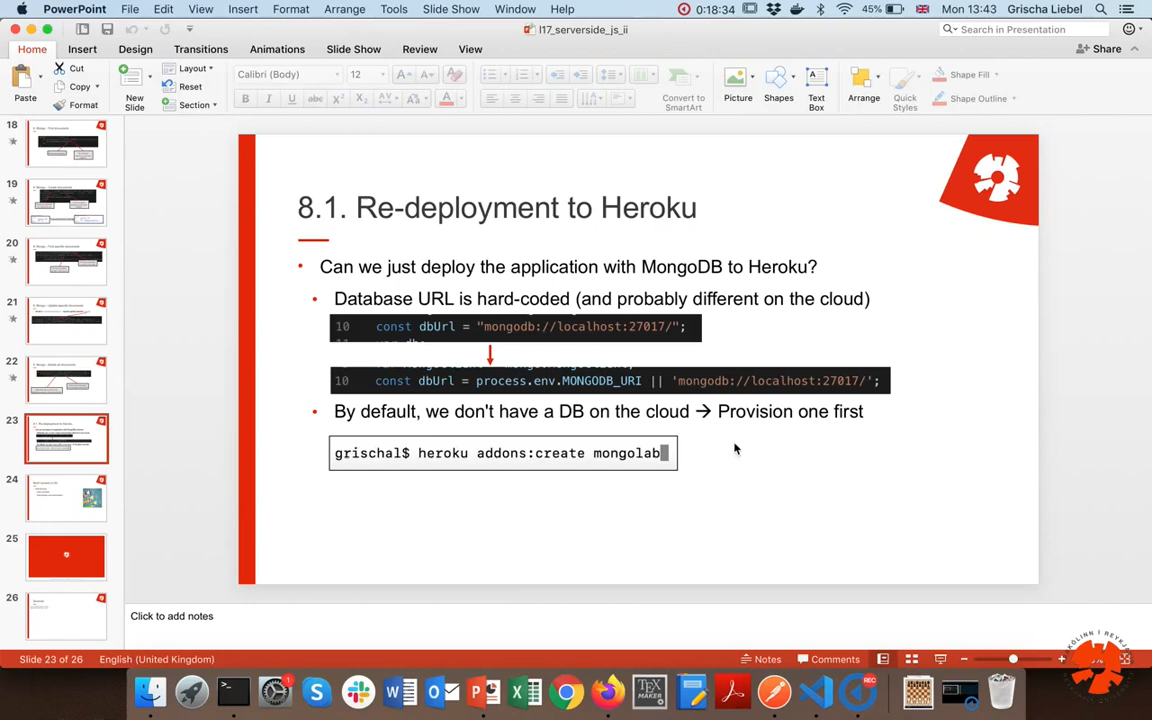 PowerPoint File Edit View Insert Format Arrange Tools Slide Show Window Help 0:18:34 45% Mon 13:43 Grischa Liebel
l17_serverside_js_ii
Search in Presentation
Home Insert Design Transitions Animations Slide Show Review View Share
Paste
Cut
Copy
Format
New Slide
Layout
Reset
Section
Calibri (Body) 12
Convert to SmartArt
Picture
Shapes
Text Box
Arrange
Quick Styles
Shape Fill
Shape Outline
18
19
20
21
22
23
24
25
26
8.1. Re-deployment to Heroku
• Can we just deploy the application with MongoDB to Heroku?
• Database URL is hard-coded (and probably different on the cloud)
10 const dbUrl = "mongodb://localhost:27017/";
10 const dbUrl = process.env.MONGODB_URI || 'mongodb://localhost:27017/';
• By default, we don't have a DB on the cloud → Provision one first
grischal$ heroku addons:create mongolab
Click to add notes
Slide 23 of 26 English (United Kingdom) Notes Comments